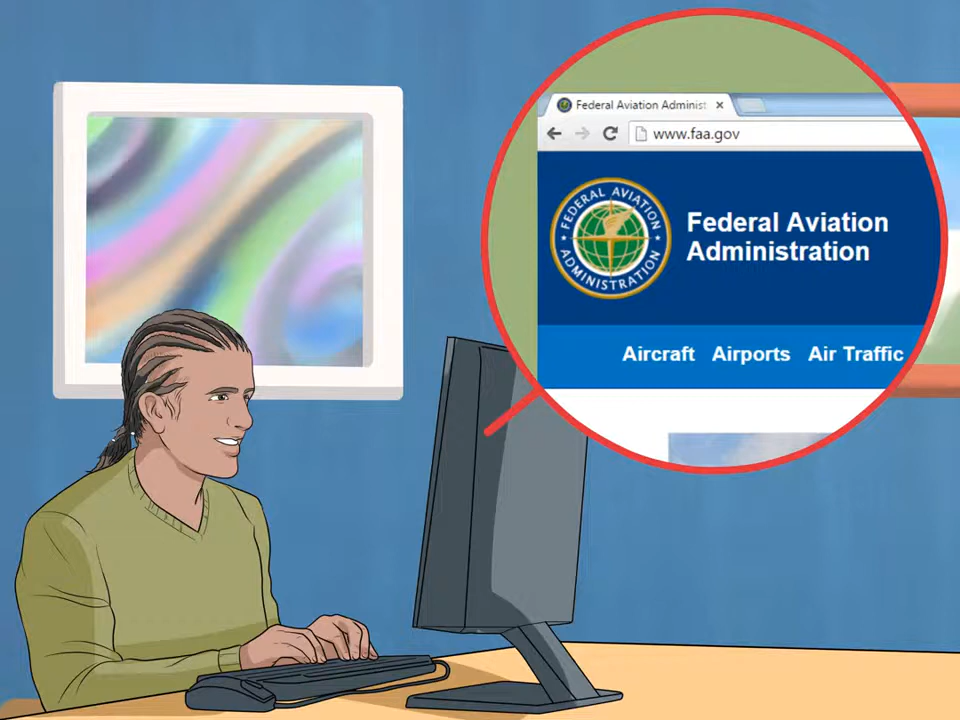 Federal Aviation Administ
www.faa.gov
FEDERAL AVIATION
ADMINISTRATION
Federal Aviation
Administration
Aircraft Airports Air Traffic